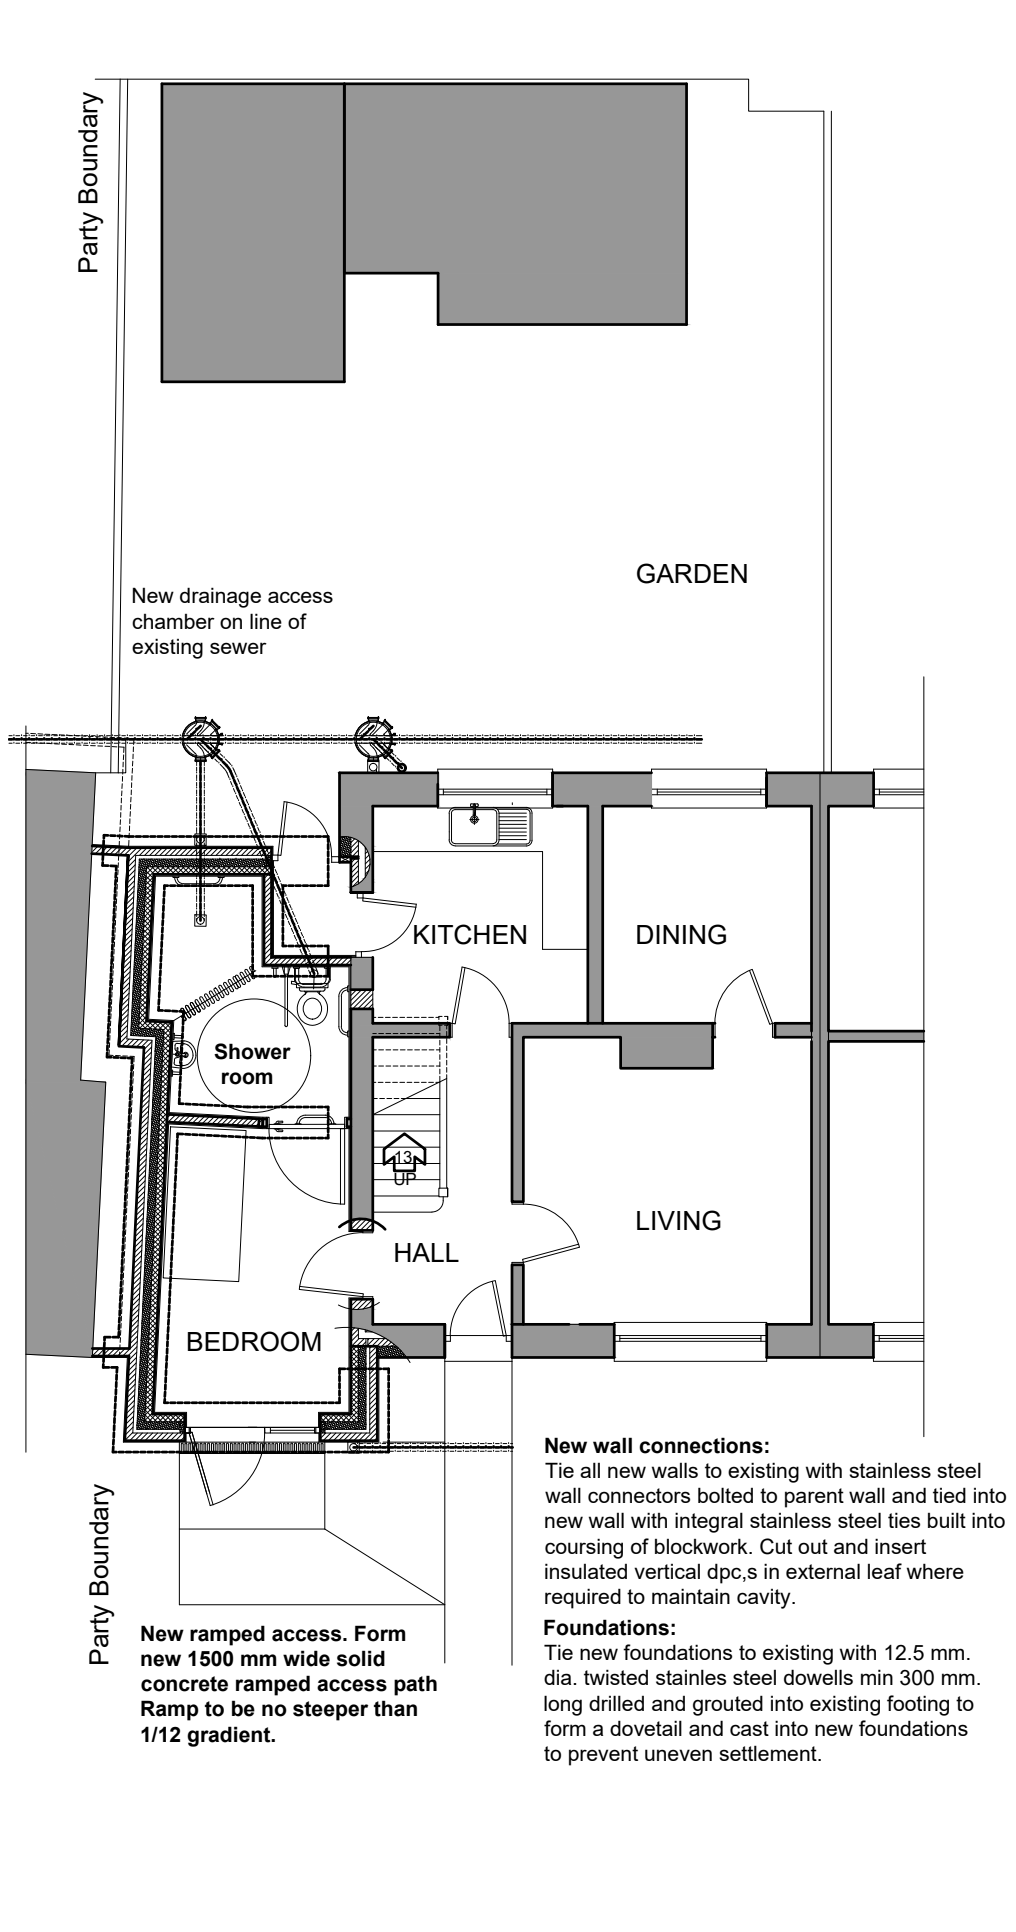 Party Boundary
GARDEN
New drainage access
chamber on line of
existing sewer
KITCHEN
DINING
Shower
room
13
UP
LIVING
HALL
BEDROOM
Party Boundary
New wall connections:
Tie all new walls to existing with stainless steel
wall connectors bolted to parent wall and tied into
new wall with integral stainless steel ties built into
coursing of blockwork. Cut out and insert
insulated vertical dpc,s in external leaf where
required to maintain cavity.
Foundations:
Tie new foundations to existing with 12.5 mm.
dia. twisted stainles steel dowells min 300 mm.
long drilled and grouted into existing footing to
form a dovetail and cast into new foundations
to prevent uneven settlement.
New ramped access. Form
new 1500 mm wide solid
concrete ramped access path
Ramp to be no steeper than
1/12 gradient.